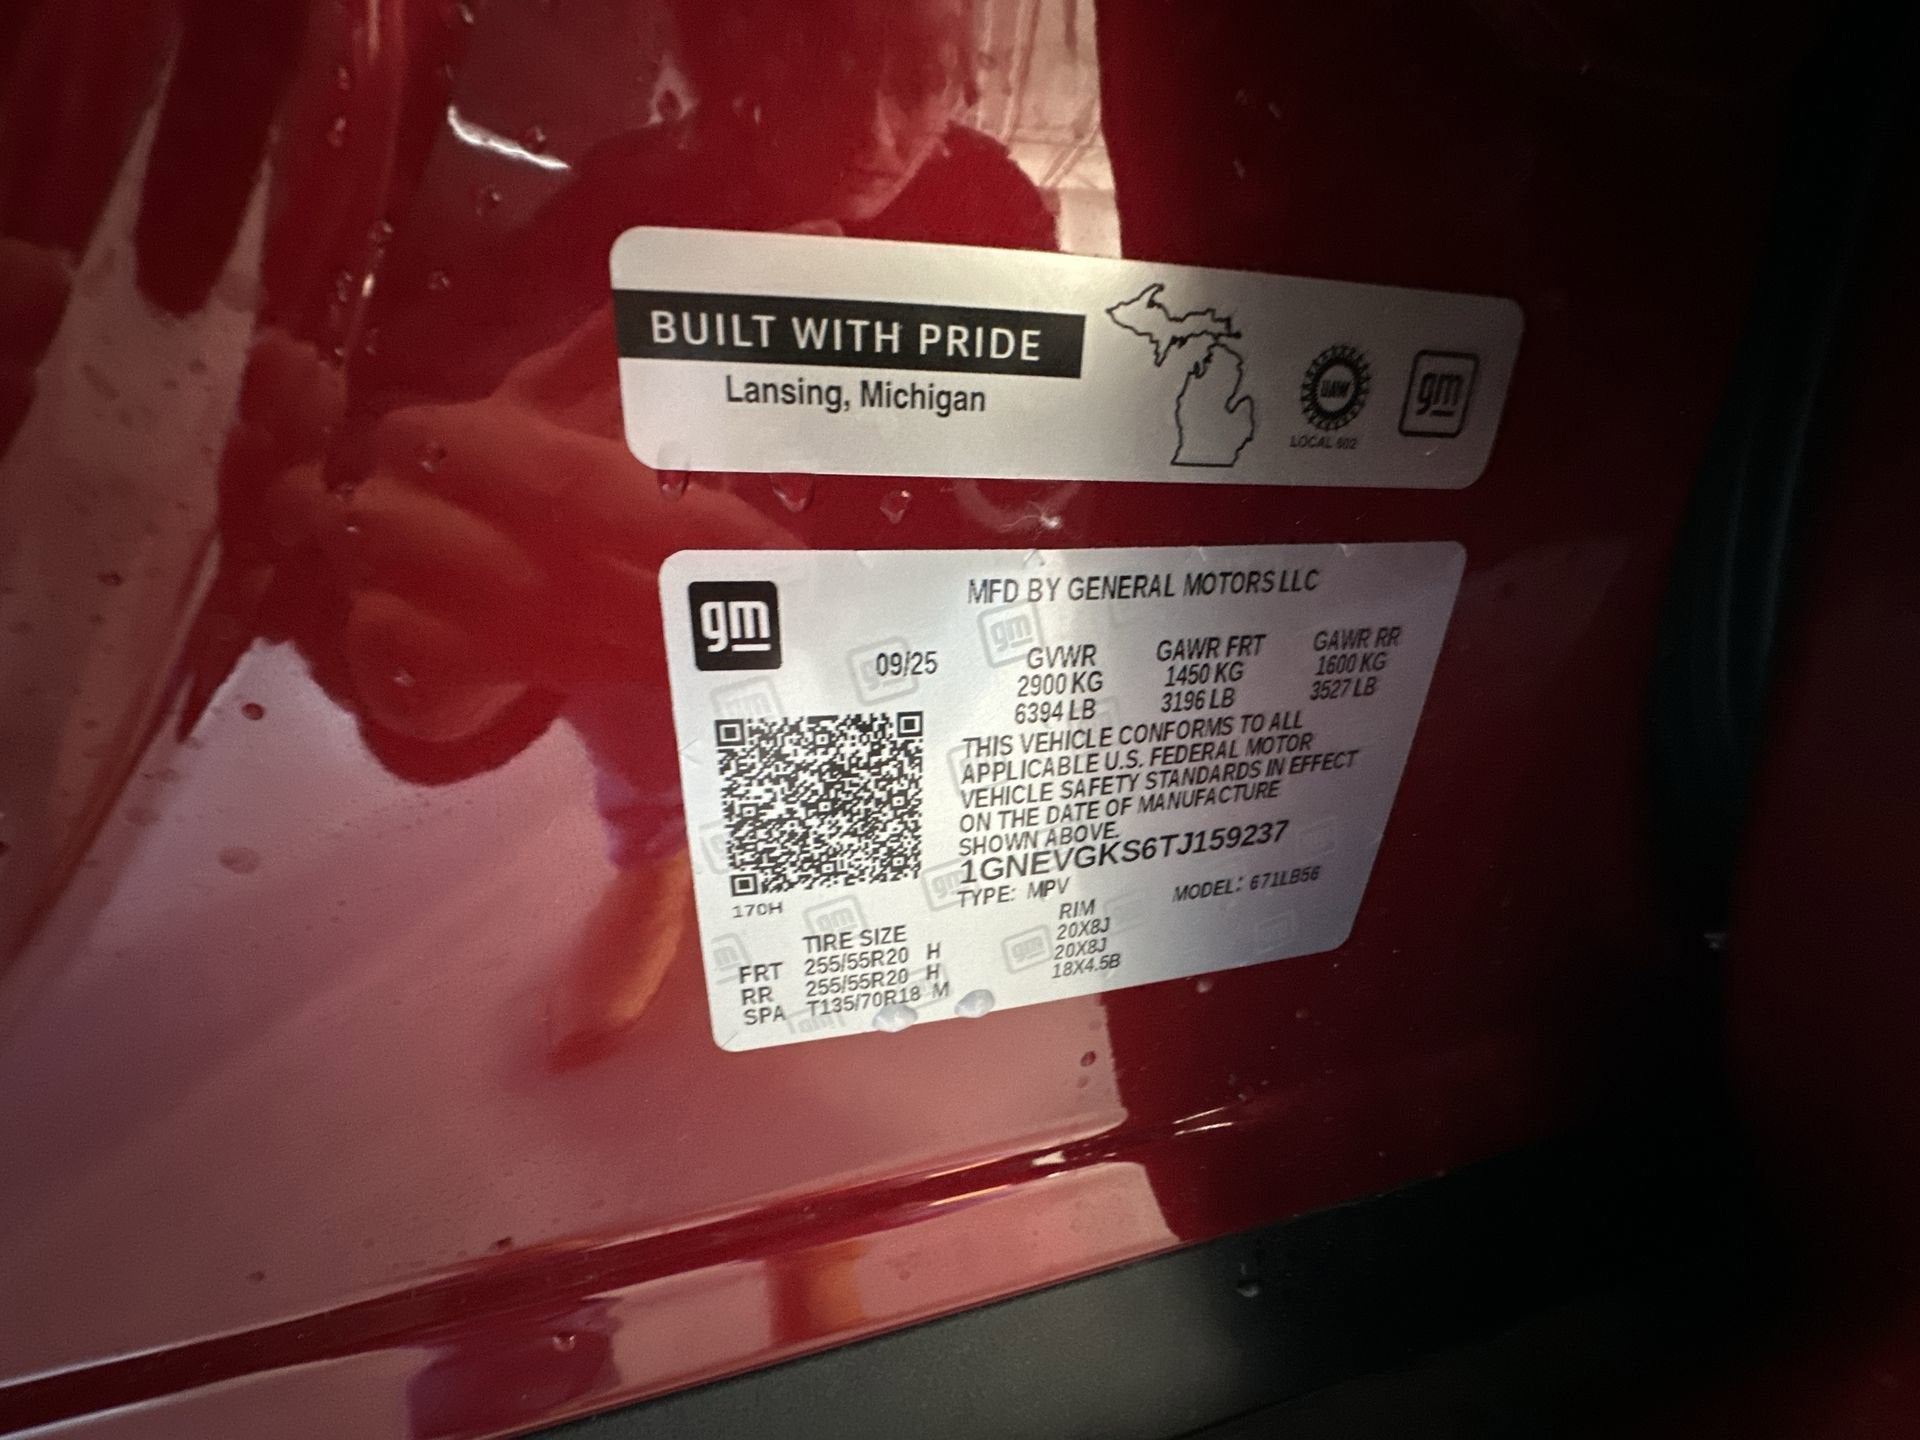 BUILT WITH PRIDE
Lansing, Michigan
UAW
LOCAL 602
gm
gm
MFD BY GENERAL MOTORS LLC
09/25
GVWR GAWR FRT GAWR RR
2900 KG 1450 KG 1600 KG
6394 LB 3196 LB 3527 LB
THIS VEHICLE CONFORMS TO ALL
APPLICABLE U.S. FEDERAL MOTOR
VEHICLE SAFETY STANDARDS IN EFFECT
ON THE DATE OF MANUFACTURE
SHOWN ABOVE.
1GNEVGKS6TJ159237
TYPE: MPV MODEL: 671LB56
170H
TIRE SIZE RIM
FRT 255/55R20 H 20X8J
RR 255/55R20 H 20X8J
SPA T135/70R18 M 18X4.5B